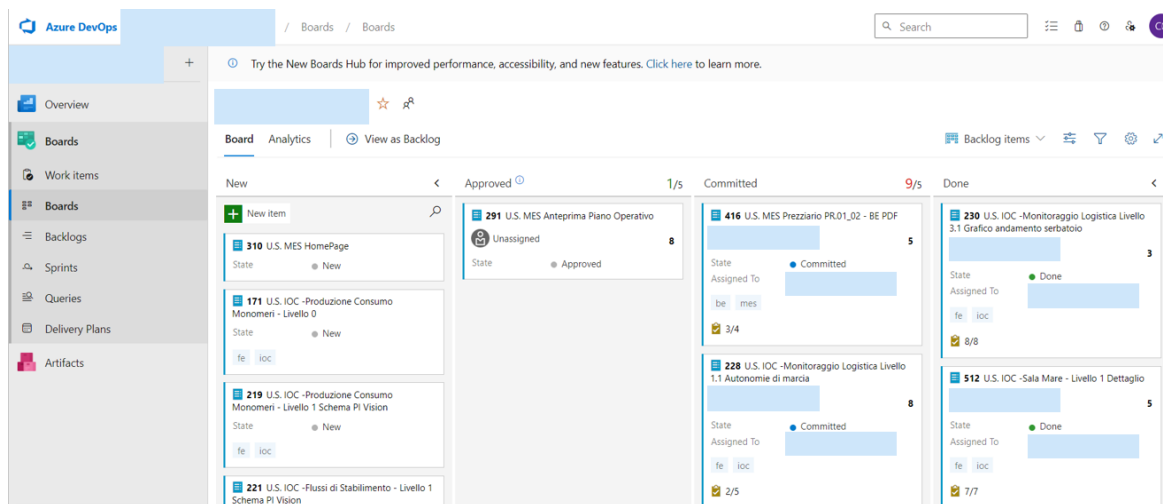 Azure DevOps / Boards / Boards Search
Try the New Boards Hub for improved performance, accessibility, and new features. Click here to learn more.
Overview
Boards
Work items
Boards
Backlogs
Sprints
Queries
Delivery Plans
Artifacts
Board Analytics View as Backlog Backlog items
New
New item
310 U.S. MES HomePage
State New
171 U.S. IOC -Produzione Consumo
Monomeri - Livello 0
State New
fe ioc
219 U.S. IOC -Produzione Consumo
Monomeri - Livello 1 Schema PI Vision
State New
fe ioc
221 U.S. IOC -Flussi di Stabilimento - Livello 1
Schema PI Vision
Approved 1/5
291 U.S. MES Anteprima Piano Operativo
Unassigned 8
State Approved
Committed 9/5
416 U.S. MES Prezziario PR.01_02 - BE PDF
5
State Committed
Assigned To
be mes
3/4
228 U.S. IOC -Monitoraggio Logistica Livello
1.1 Autonomie di marcia
8
State Committed
Assigned To
fe ioc
2/5
Done
230 U.S. IOC -Monitoraggio Logistica Livello
3.1 Grafico andamento serbatoio
3
State Done
Assigned To
fe ioc
8/8
512 U.S. IOC -Sala Mare - Livello 1 Dettaglio
5
State Done
Assigned To
fe ioc
7/7